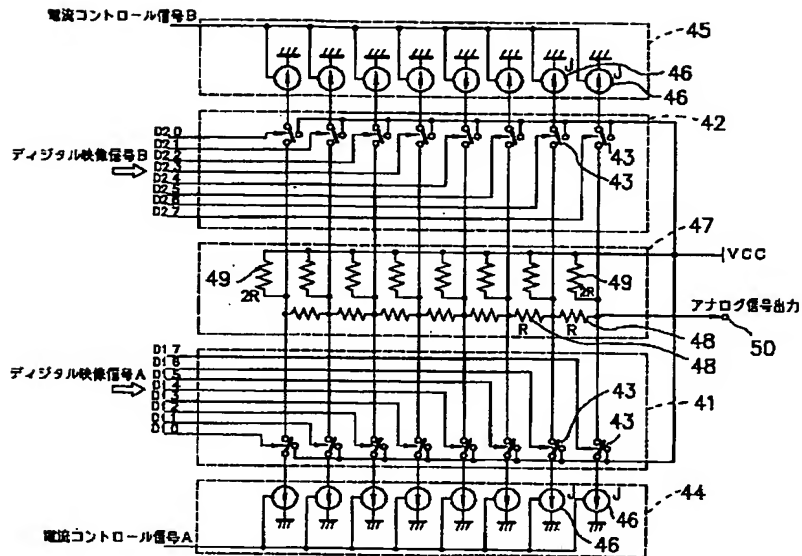 電流コントロール信号B
45
J
J
46
46
42
D2 0
D2 1
D2 2
D2 3
D2 4
D2 5
D2 6
D2 7
ディジタル映像信号B
43
43
47
49
2R
49
2R
VCC
アナログ信号出力
R
R
48
48
50
D1 7
D1 6
D1 5
D1 4
D1 3
D1 2
D1 1
D1 0
ディジタル映像信号A
43
43
41
J
J
44
46
46
電流コントロール信号A